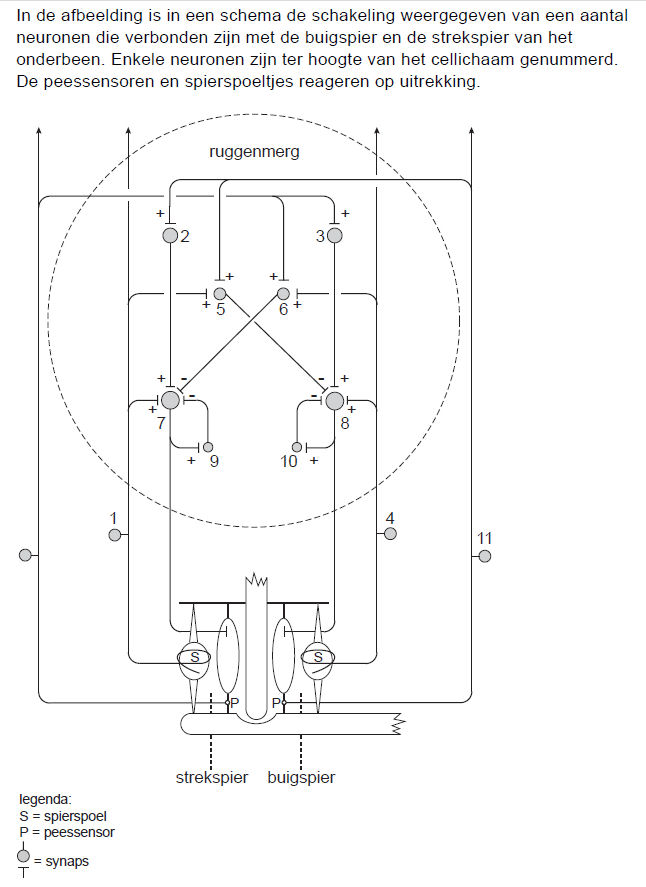 In de afbeelding is in een schema de schakeling weergegeven van een aantal
neuronen die verbonden zijn met de buigspier en de strekspier van het
onderbeen. Enkele neuronen zijn ter hoogte van het cellichaam genummerd.
De peessensoren en spierspoeltjes reageren op uitrekking.
ruggenmerg
+ +
2 3
+ +
+ 5 6 +
+ - - +
- -
+ +
7 8
+ 9 10 +
1 4
11
S S
P P
strekspier buigspier
legenda:
S = spierspoel
P = peessensor
= synaps